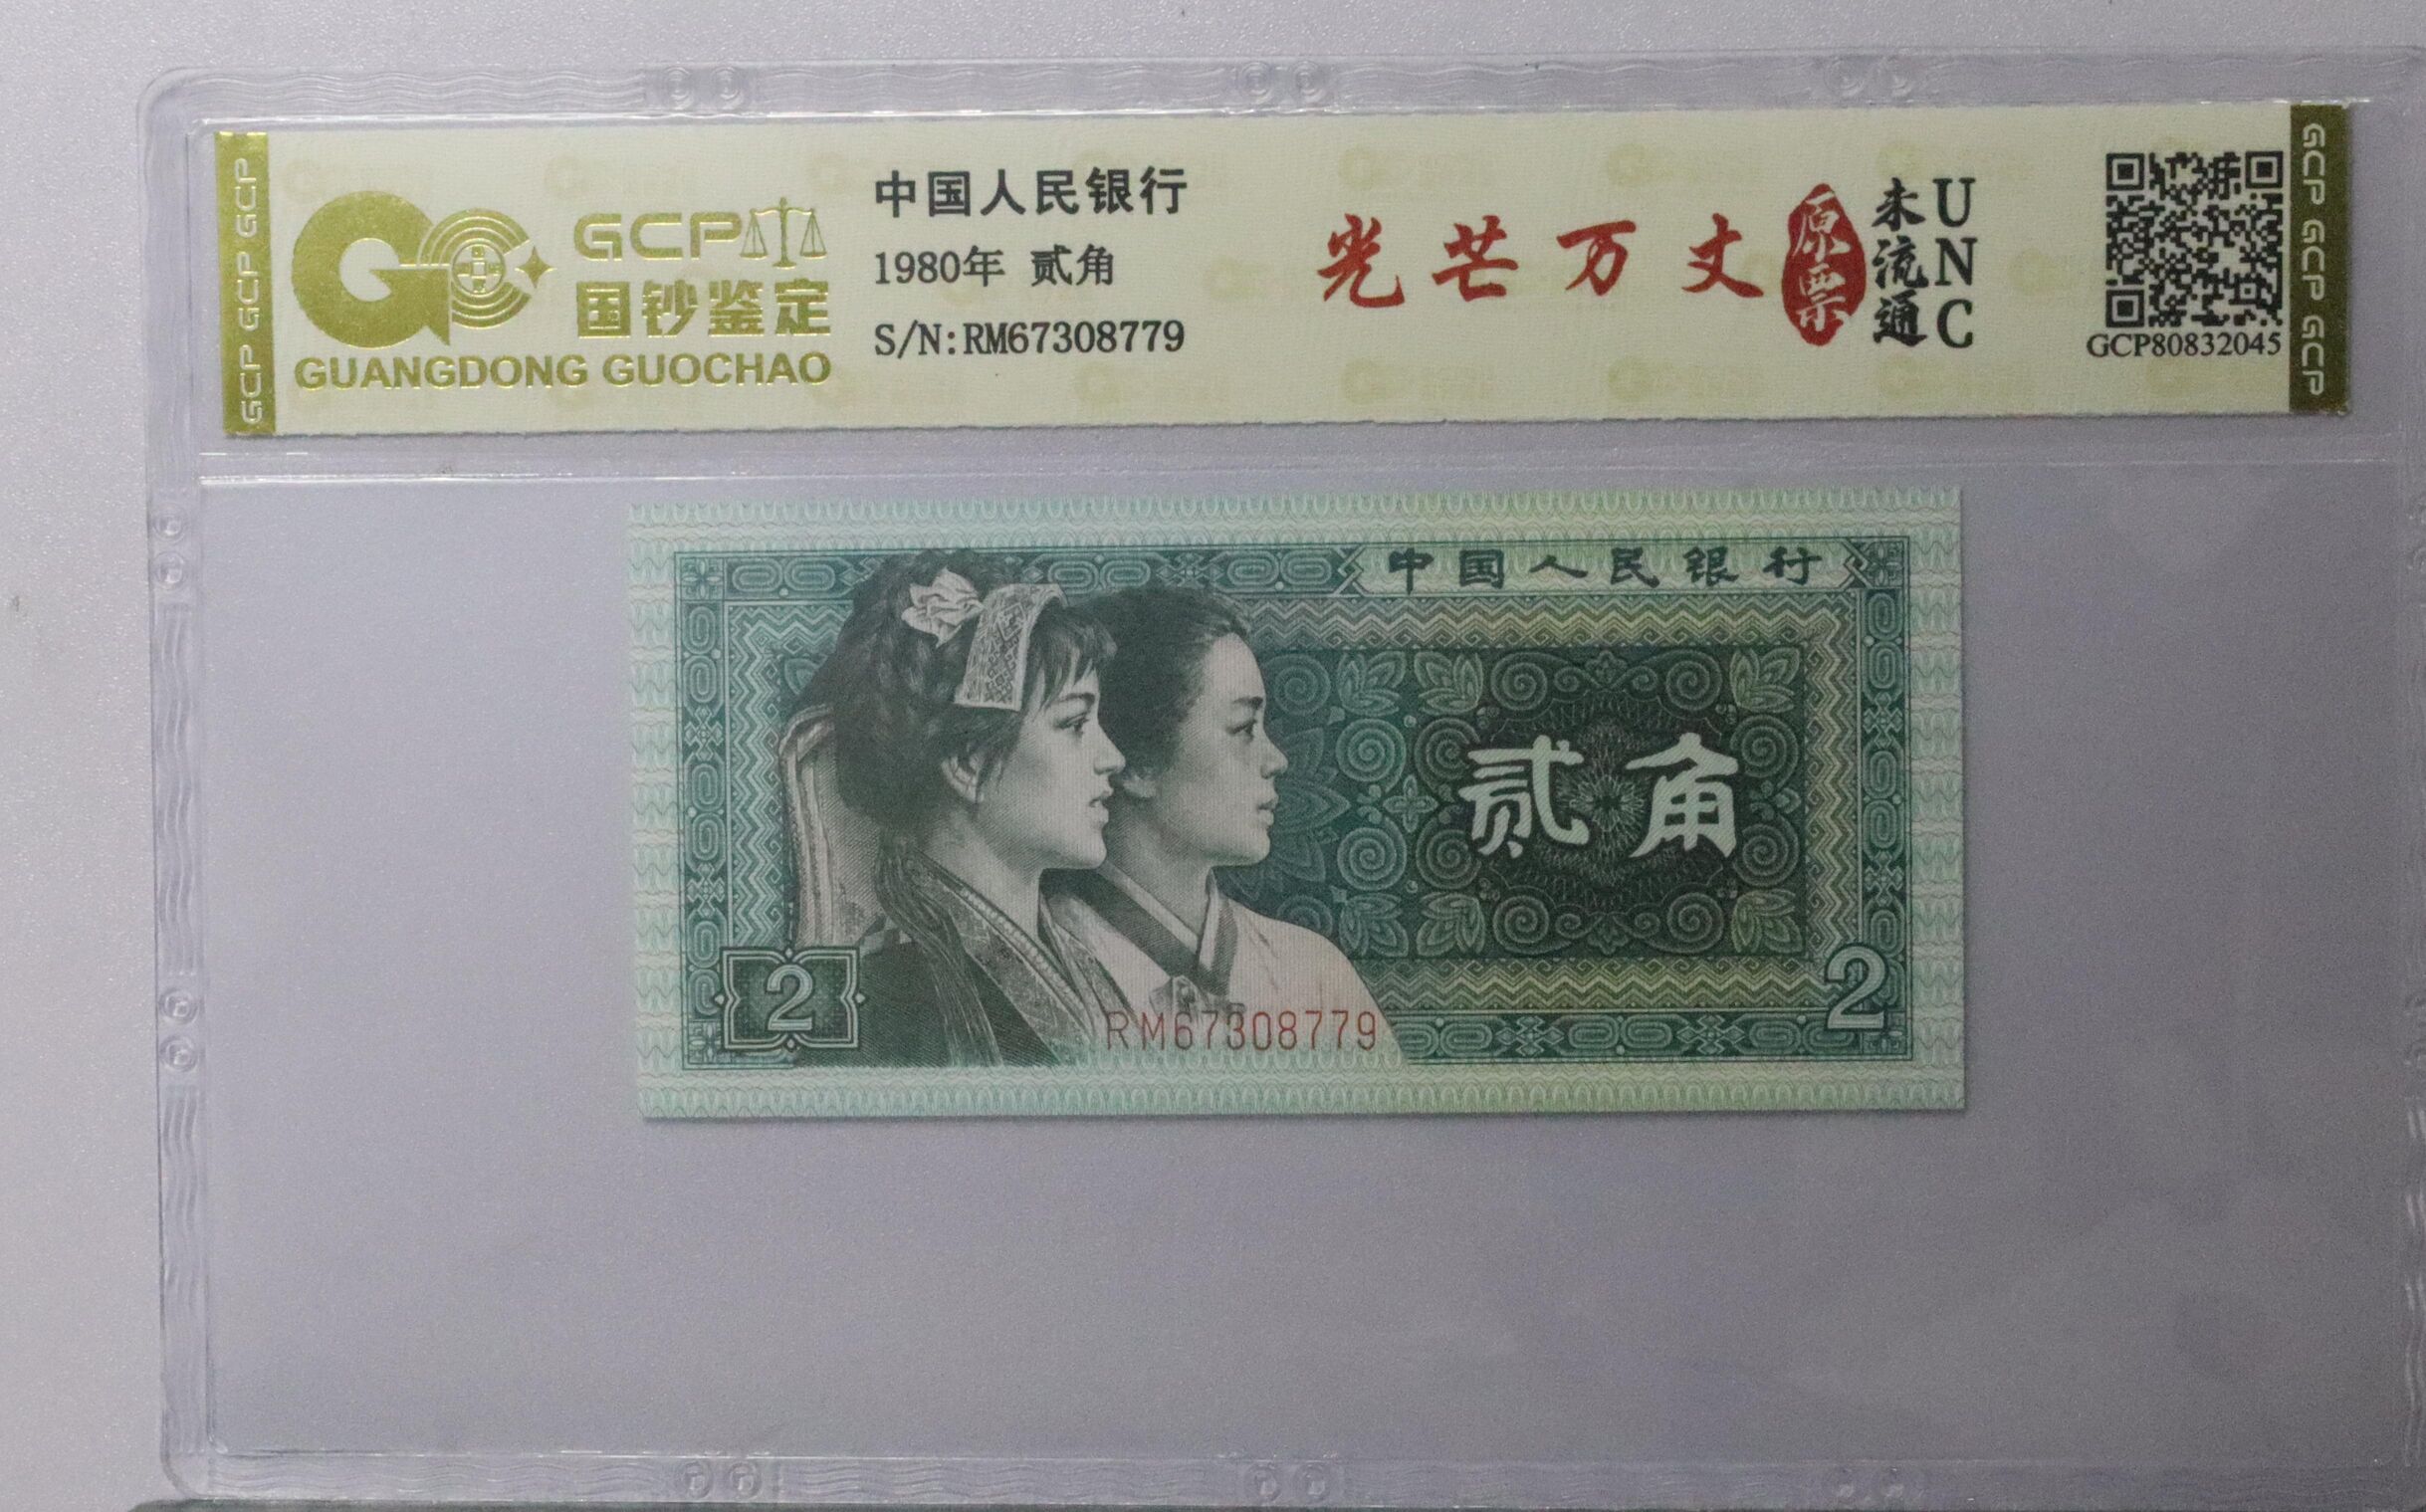 GCP GCP GCP
GCP
国钞鉴定
GUANGDONG GUOCHAO
中国人民银行
1980年 贰角
S/N:RM67308779
光芒万丈
原票
未流通
UNC
GCP80832045
GCP GCP GCP
中国人民银行
贰角
2
RM67308779
2